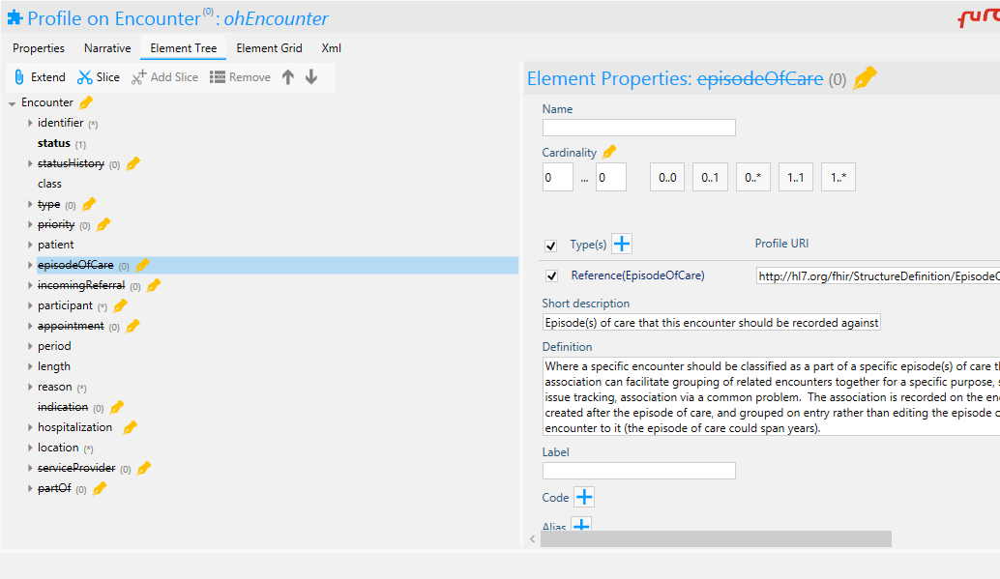 Profile on Encounter(0): ohEncounter
Properties Narrative Element Tree Element Grid Xml
Extend Slice Add Slice Remove
Encounter
identifier (*)
status (1)
statusHistory (0)
class
type (0)
priority (0)
patient
episodeOfCare (0)
incomingReferral (0)
participant (*)
appointment (0)
period
length
reason (*)
indication (0)
hospitalization
location (*)
serviceProvider (0)
partOf (0)
Element Properties: episodeOfCare (0)
Name
Cardinality
0 ... 0 0..0 0..1 0..* 1..1 1..*
Type(s) Profile URI
Reference(EpisodeOfCare) http://hl7.org/fhir/StructureDefinition/Episode
Short description
Episode(s) of care that this encounter should be recorded against
Definition
Where a specific encounter should be classified as a part of a specific episode(s) of care
association can facilitate grouping of related encounters together for a specific purpose,
issue tracking, association via a common problem. The association is recorded on the
created after the episode of care, and grouped on entry rather than editing the episode
encounter to it (the episode of care could span years).
Label
Code
Alias